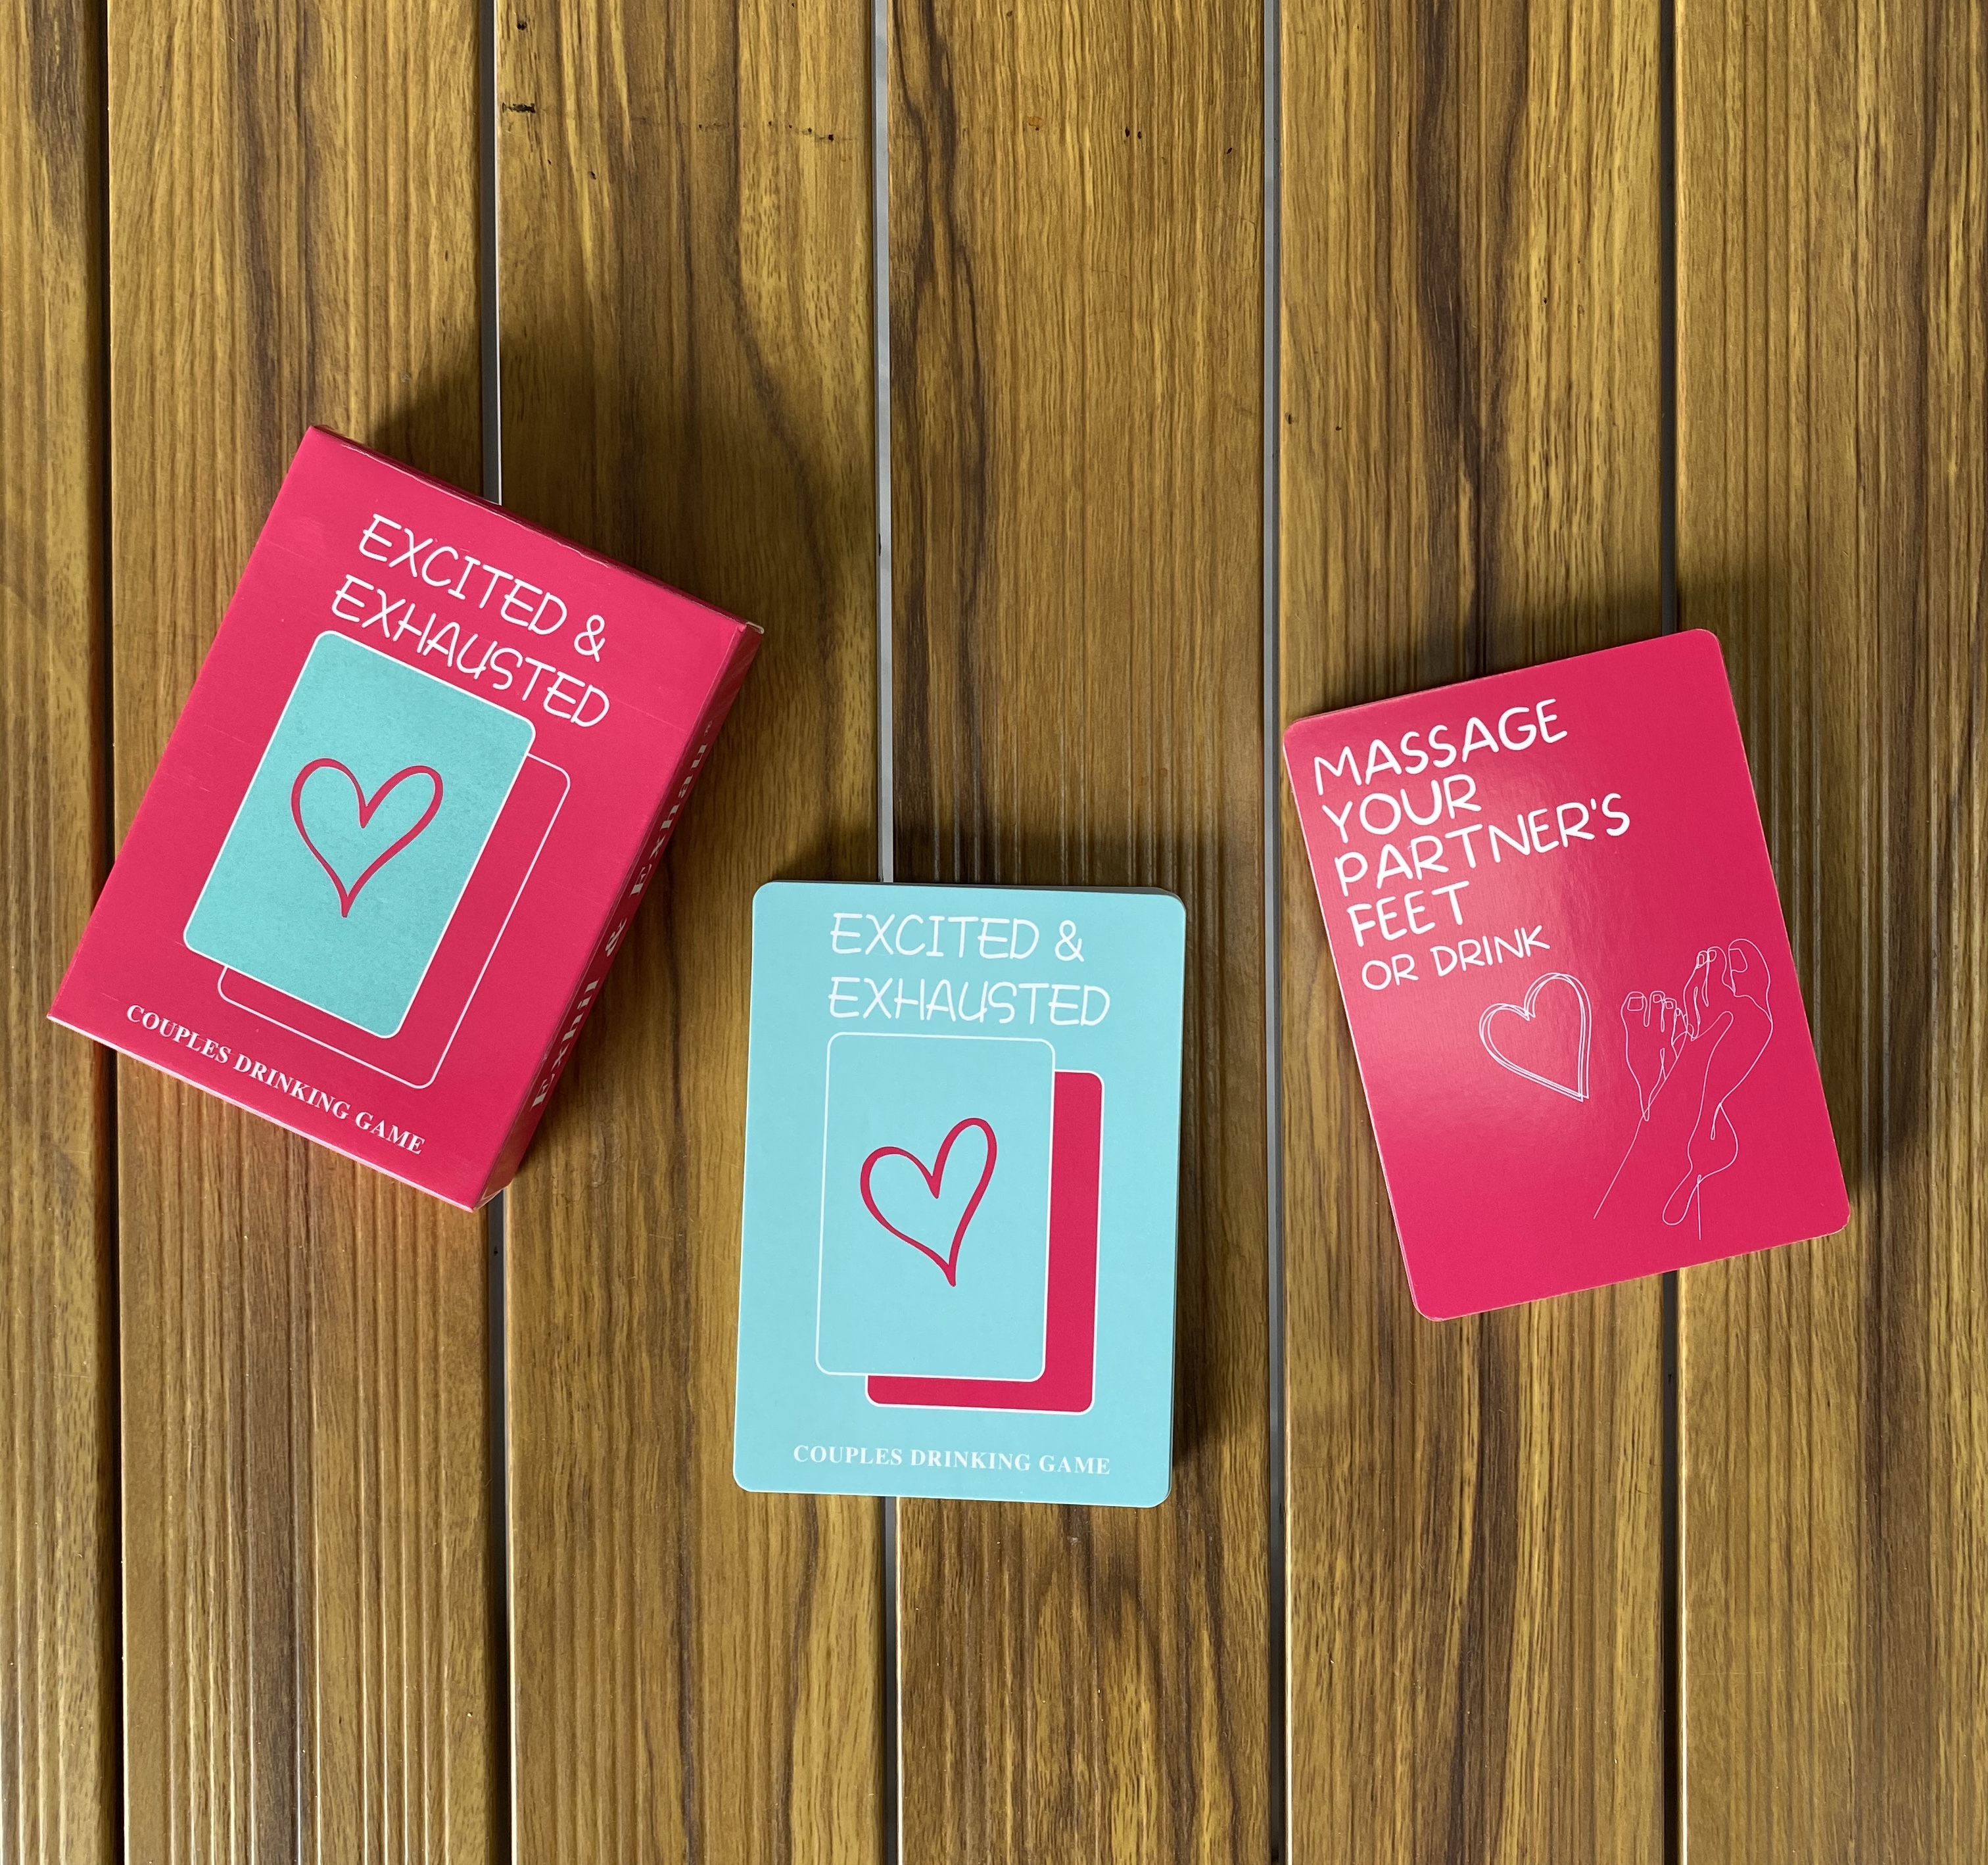 EXCITED &
EXHAUSTED
COUPLES DRINKING GAME
EXCITED &
EXHAUSTED
COUPLES DRINKING GAME
MASSAGE
YOUR
PARTNER'S
FEET
OR DRINK